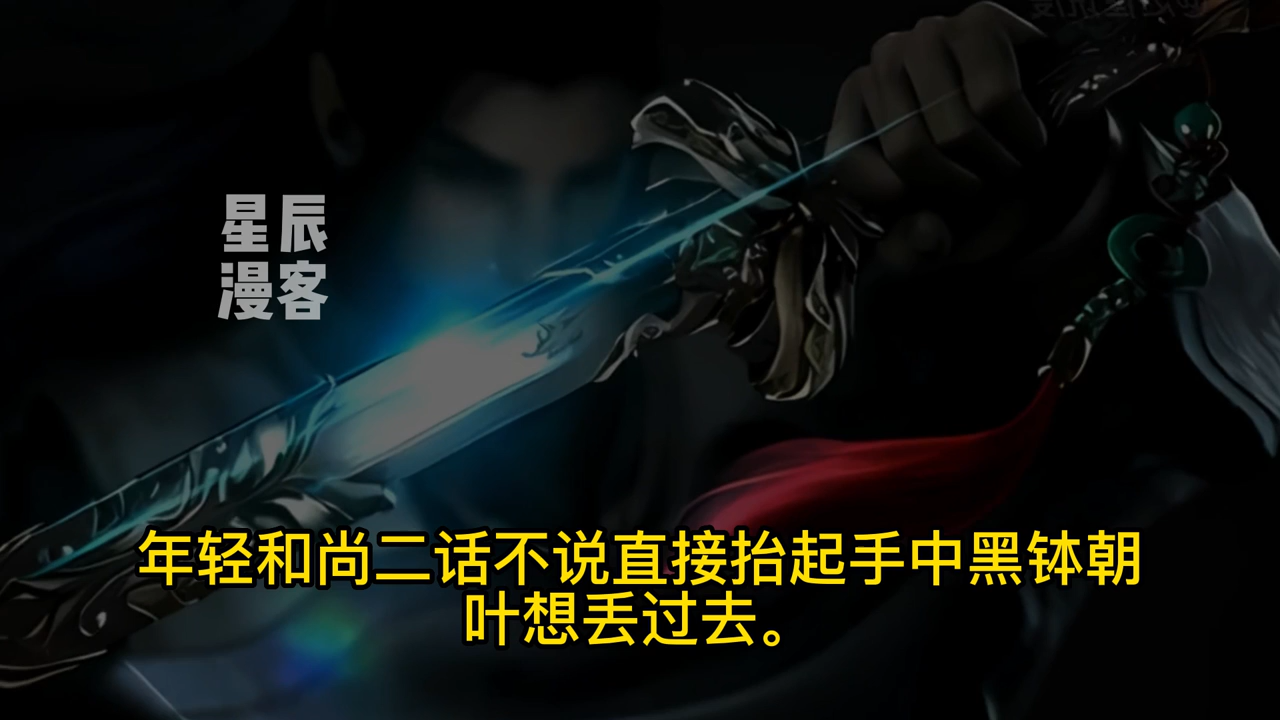 星辰
漫客
年轻和尚二话不说直接抬起手中黑钵朝
叶想丢过去。